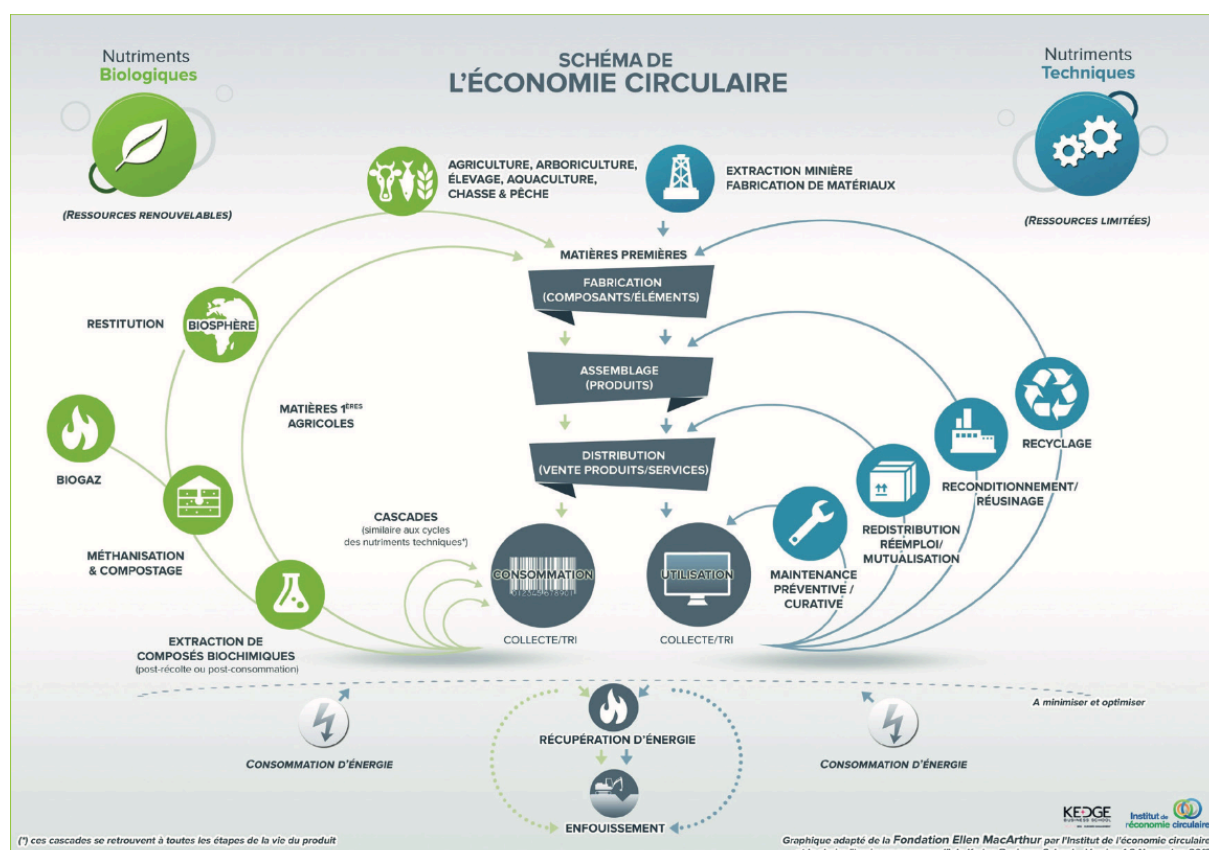 Nutriments
Biologiques
(RESSOURCES RENOUVELABLES)
SCHÉMA DE
L'ÉCONOMIE CIRCULAIRE
Nutriments
Techniques
(RESSOURCES LIMITÉES)
AGRICULTURE, ARBORICULTURE,
ÉLEVAGE, AQUACULTURE,
CHASSE & PÊCHE
EXTRACTION MINIÈRE
FABRICATION DE MATÉRIAUX
MATIÈRES PREMIÈRES
FABRICATION
(COMPOSANTS/ÉLÉMENTS)
ASSEMBLAGE
(PRODUITS)
DISTRIBUTION
(VENTE PRODUITS/SERVICES)
RESTITUTION
BIOSPHÈRE
MATIÈRES 1ÈRES
AGRICOLES
BIOGAZ
MÉTHANISATION
& COMPOSTAGE
EXTRACTION DE
COMPOSÉS BIOCHIMIQUES
(post-récolte ou post-consommation)
CASCADES
(similaire aux cycles
des nutriments techniques*)
CONSOMMATION
COLLECTE/TRI
UTILISATION
COLLECTE/TRI
MAINTENANCE
PRÉVENTIVE /
CURATIVE
REDISTRIBUTION
RÉEMPLOI/
MUTUALISATION
RECONDITIONNEMENT/
RÉUSINAGE
RECYCLAGE
A minimiser et optimiser
CONSOMMATION D'ÉNERGIE
RÉCUPÉRATION D'ÉNERGIE
CONSOMMATION D'ÉNERGIE
ENFOUISSEMENT
KEDGE
BUSINESS SCHOOL
Institut de
l'économie circulaire
(*) ces cascades se retrouvent à toutes les étapes de la vie du produit
Graphique adapté de la Fondation Ellen MacArthur par l'Institut de l'économie circulaire